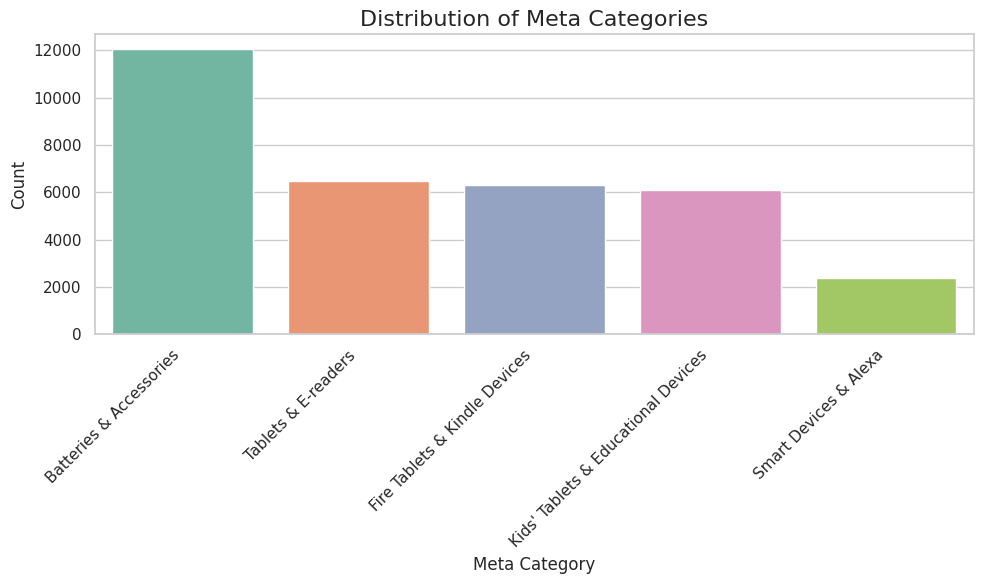 Distribution of Meta Categories
Count
12000
10000
8000
6000
4000
2000
0
Batteries & Accessories
Tablets & E-readers
Fire Tablets & Kindle Devices
Kids' Tablets & Educational Devices
Smart Devices & Alexa
Meta Category